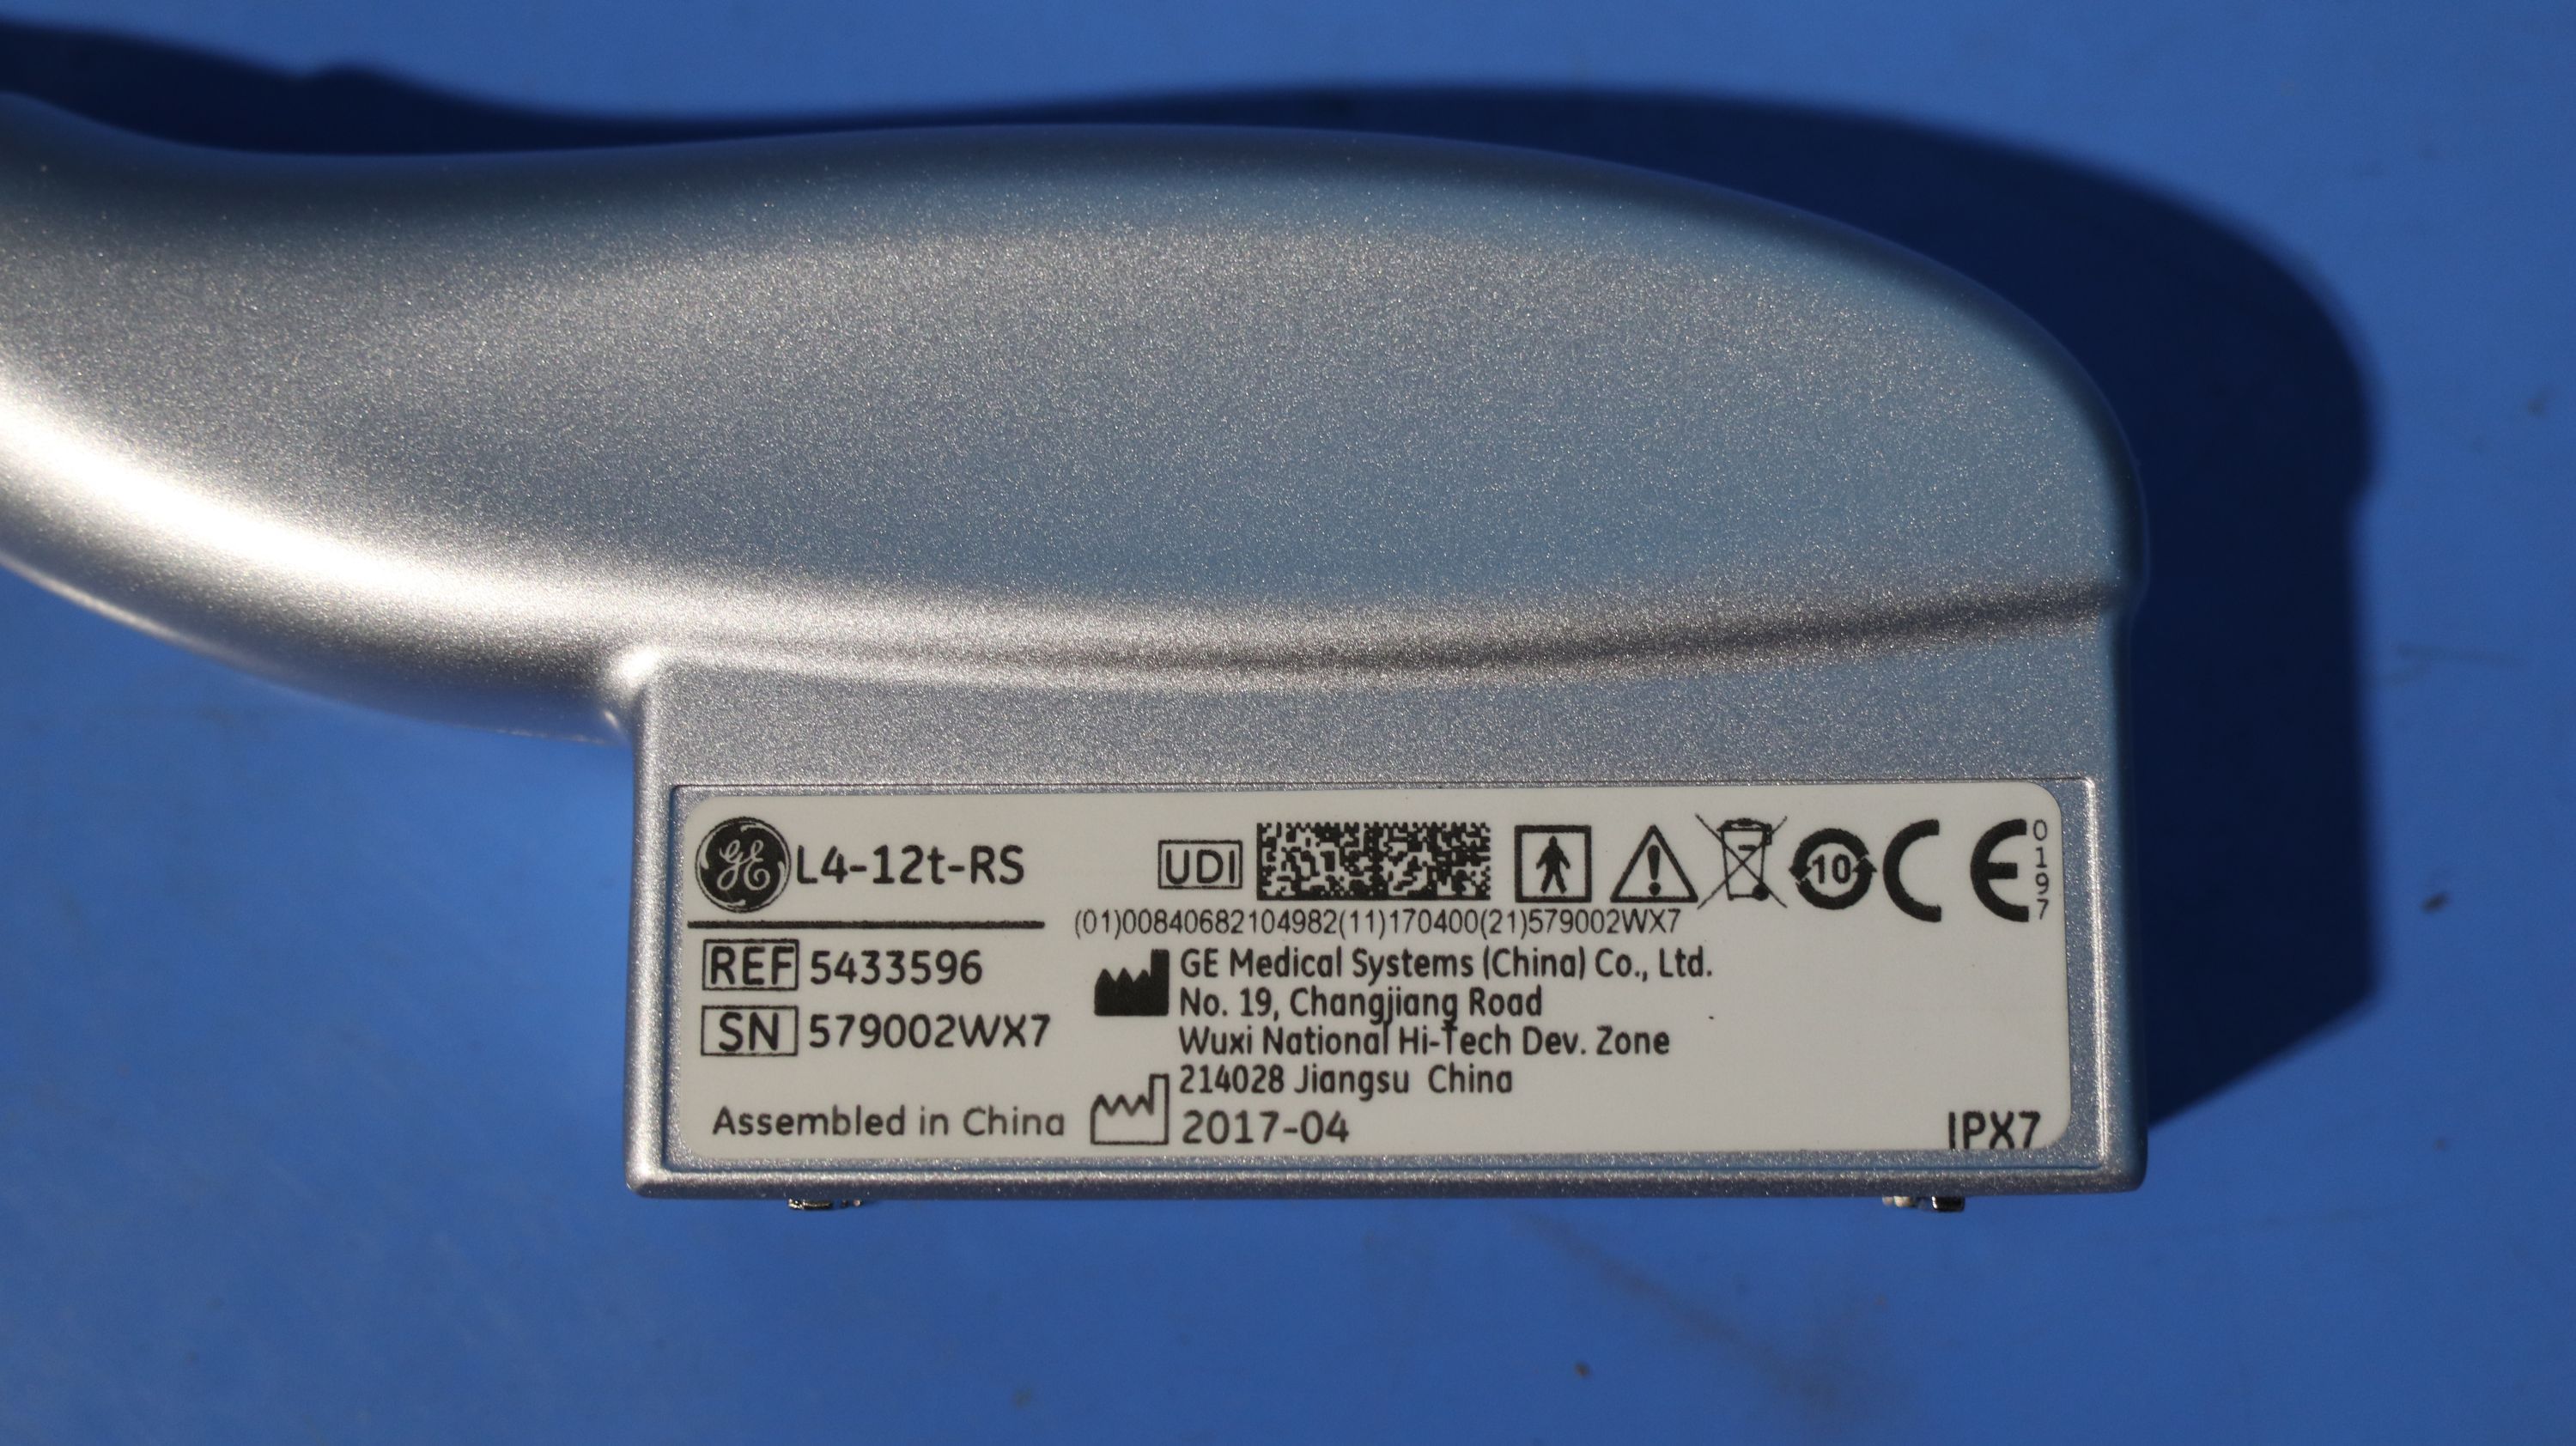 GE L4-12t-RS
UDI
10
0197
(01)00840682104982(11)170400(21)579002WX7
REF 5433596
SN 579002WX7
GE Medical Systems (China) Co., Ltd.
No. 19, Changjiang Road
Wuxi National Hi-Tech Dev. Zone
214028 Jiangsu China
Assembled in China
2017-04
IPX7